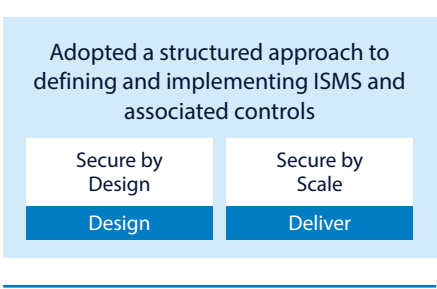 Adopted a structured approach to
defining and implementing ISMS and
associated controls
Secure by
Design
Design
Secure by
Scale
Deliver